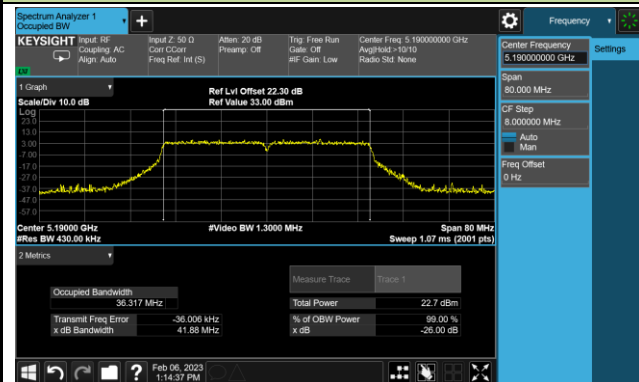 Spectrum Analyzer 1
Occupied BW
Frequency
KEYSIGHT
Input: RF
Coupling: AC
Align: Auto
Input Z: 50 Ω
Corr CCorr
Freq Ref: Int (S)
Atten: 20 dB
Preamp: Off
Trig: Free Run
Gate: Off
#IF Gain: Low
Center Freq: 5.190000000 GHz
Avg|Hold:>10/10
Radio Std: None
Center Frequency
5.190000000 GHz
Settings
Span
80.000 MHz
CF Step
8.000000 MHz
Auto
Man
Freq Offset
0 Hz
1 Graph
Scale/Div 10.0 dB
Ref Lvl Offset 22.30 dB
Ref Value 33.00 dBm
Log
23.0
13.0
3.00
-7.00
-17.0
-27.0
-37.0
-47.0
-57.0
Center 5.19000 GHz
#Video BW 1.3000 MHz
Span 80 MHz
#Res BW 430.00 kHz
Sweep 1.07 ms (2001 pts)
2 Metrics
Measure Trace
Trace 1
Occupied Bandwidth
36.317 MHz
Total Power
22.7 dBm
Transmit Freq Error
-36.006 kHz
% of OBW Power
99.00 %
x dB Bandwidth
41.88 MHz
x dB
-26.00 dB
Feb 06, 2023
1:14:37 PM